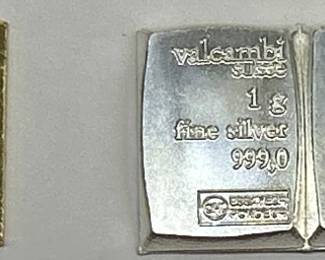 valcambi
suisse
1 g
fine silver
999,0